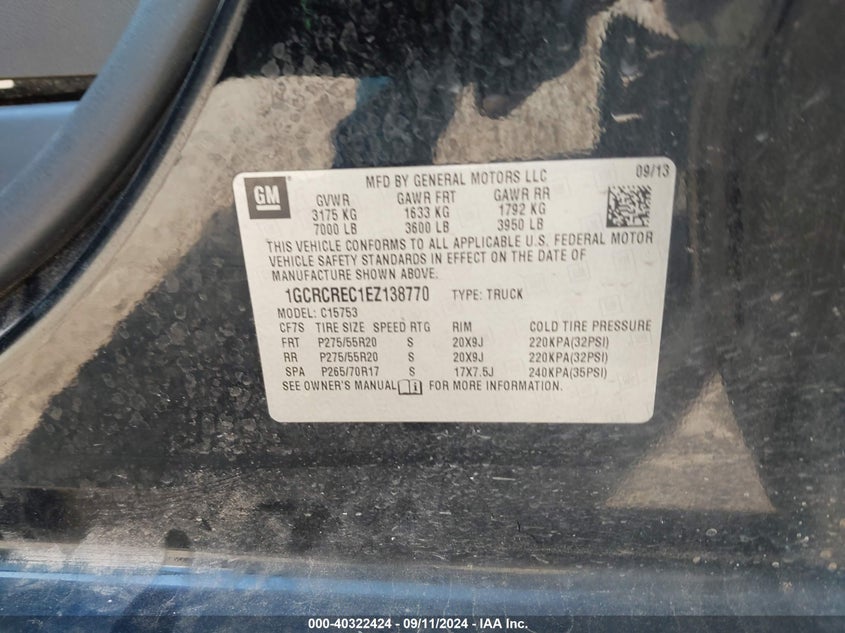 GM
MFD BY GENERAL MOTORS LLC 09/13
GVWR GAWR FRT GAWR RR
3175 KG 1633 KG 1792 KG
7000 LB 3600 LB 3950 LB
THIS VEHICLE CONFORMS TO ALL APPLICABLE U.S. FEDERAL MOTOR
VEHICLE SAFETY STANDARDS IN EFFECT ON THE DATE OF
MANUFACTURE SHOWN ABOVE.
1GCRCREC1EZ138770 TYPE: TRUCK
MODEL: C15753
CF7S TIRE SIZE SPEED RTG RIM COLD TIRE PRESSURE
FRT P275/55R20 S 20X9J 220KPA(32PSI)
RR P275/55R20 S 20X9J 220KPA(32PSI)
SPA P265/70R17 S 17X7.5J 240KPA(35PSI)
SEE OWNER'S MANUAL i FOR MORE INFORMATION.
000-40322424 - 09/11/2024 - IAA Inc.